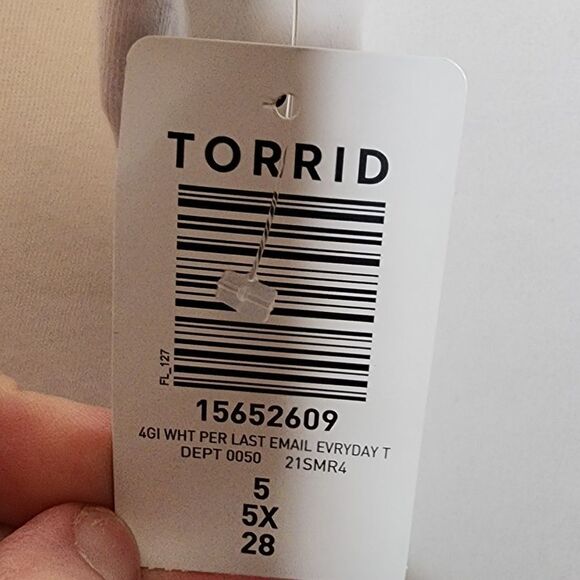 TORRID
FL_127
15652609
4GI WHT PER LAST EMAIL EVRYDAY T
DEPT 0050 21SMR4
5
5X
28